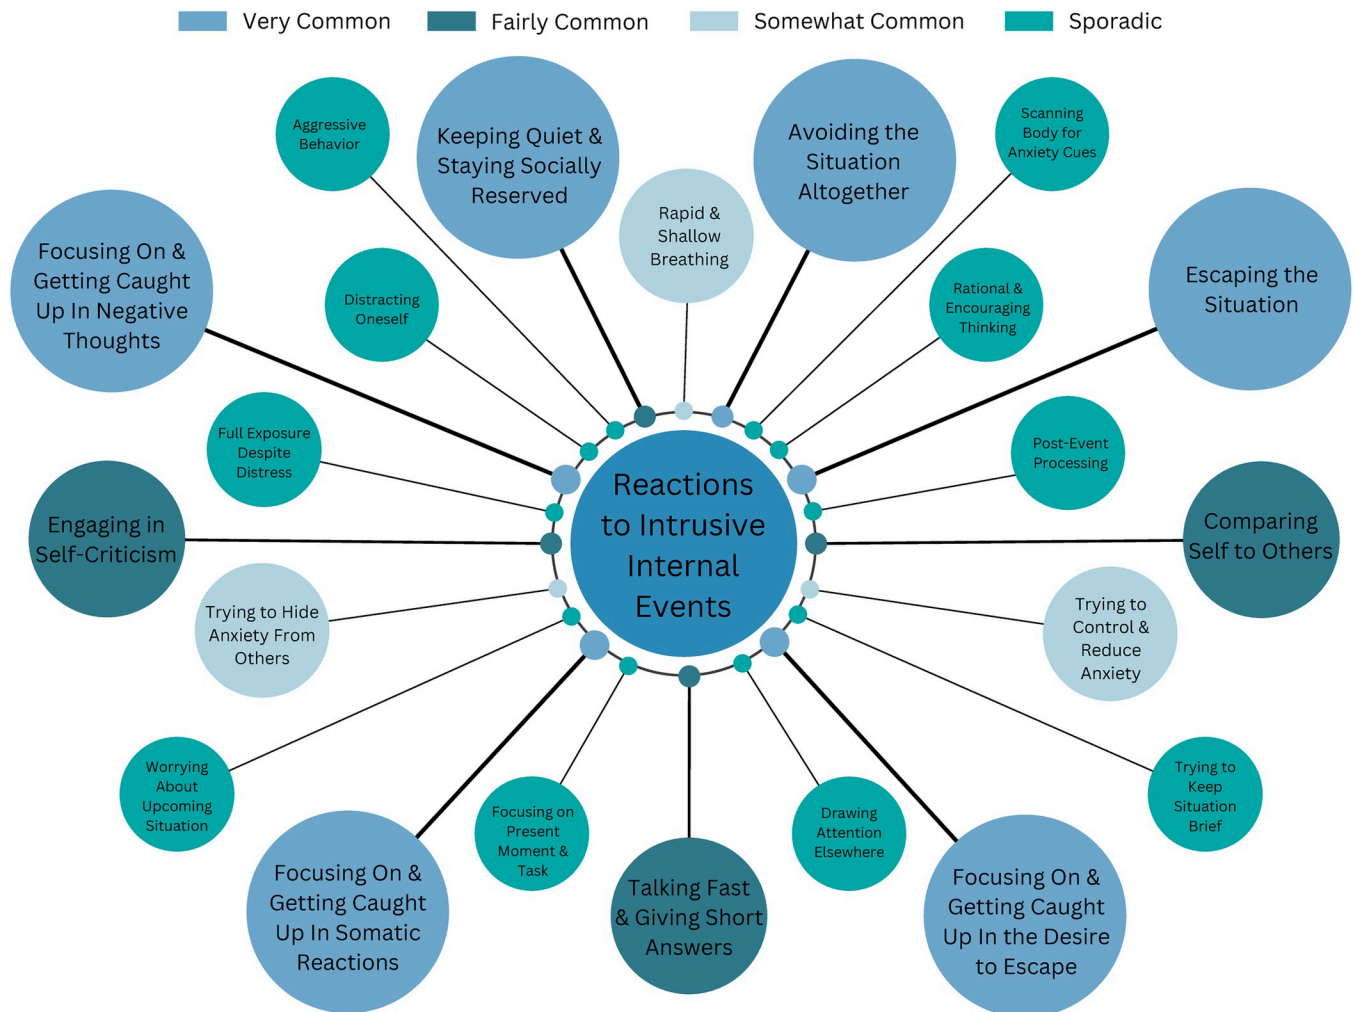 Very Common
Fairly Common
Somewhat Common
Sporadic
Aggressive
Behavior
Keeping Quiet &
Staying Socially
Reserved
Rapid &
Shallow
Breathing
Avoiding the
Situation
Altogether
Scanning
Body for
Anxiety Cues
Focusing On &
Getting Caught
Up In Negative
Thoughts
Distracting
Oneself
Rational &
Encouraging
Thinking
Escaping the
Situation
Full Exposure
Despite
Distress
Post-Event
Processing
Engaging in
Self-Criticism
Reactions
to Intrusive
Internal
Events
Comparing
Self to Others
Trying to Hide
Anxiety From
Others
Trying to
Control &
Reduce
Anxiety
Worrying
About
Upcoming
Situation
Focusing On &
Getting Caught
Up In Somatic
Reactions
Focusing on
Present
Moment &
Task
Talking Fast
& Giving Short
Answers
Drawing
Attention
Elsewhere
Focusing On &
Getting Caught
Up In the Desire
to Escape
Trying to
Keep
Situation
Brief